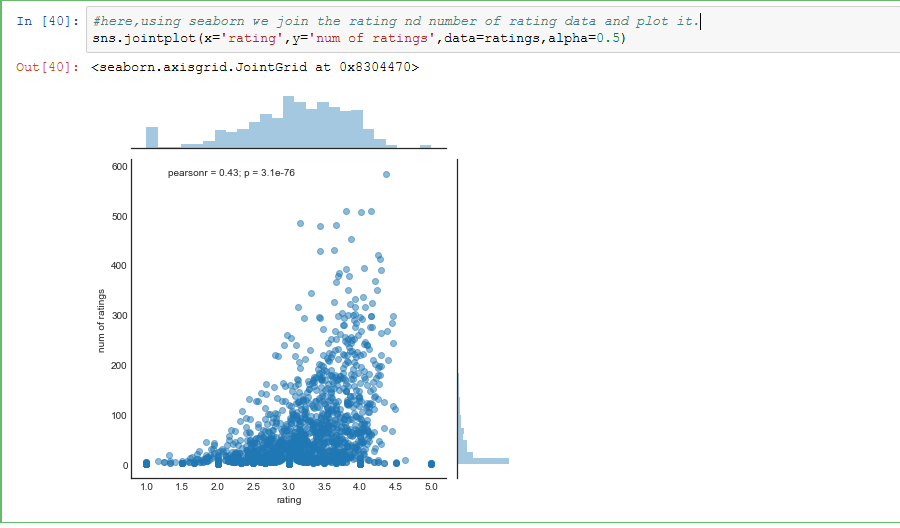 In [40]: #here,using seaborn we join the rating nd number of rating data and plot it.
sns.jointplot(x='rating',y='num of ratings',data=ratings,alpha=0.5)
Out[40]: <seaborn.axisgrid.JointGrid at 0x8304470>
pearsonr = 0.43; p = 3.1e-76
600
500
400
300
200
100
0
num of ratings
1.0 1.5 2.0 2.5 3.0 3.5 4.0 4.5 5.0
rating